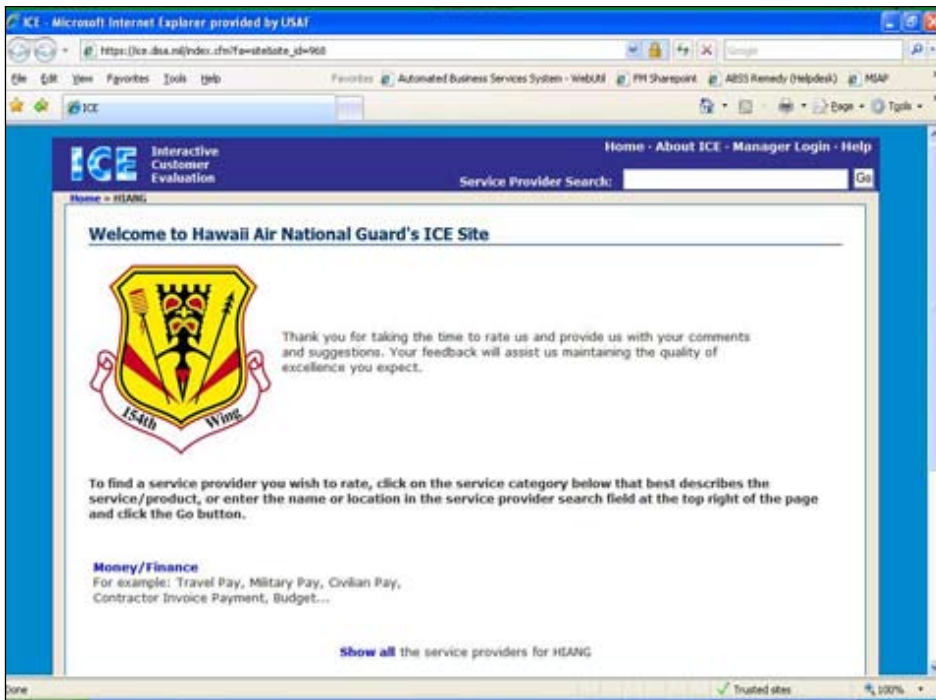 ICE - Microsoft Internet Explorer provided by USAF
https://ice.disa.mil/index.cfm?fa=site&site_id=968
Google
File Edit View Favorites Tools Help
Favorites Automated Business Services System - WebUtil PM Sharepoint ABSS Remedy (Helpdesk)
ICE
Page Tools
ICE Interactive
Customer
Evaluation
Home · About ICE · Manager Login · Help
Service Provider Search: Go
Home > HIANG
Welcome to Hawaii Air National Guard's ICE Site
Thank you for taking the time to rate us and provide us with your comments
and suggestions. Your feedback will assist us maintaining the quality of
excellence you expect.
154th Wing
To find a service provider you wish to rate, click on the service category below that best describes the
service/product, or enter the name or location in the service provider search field at the top right of the page
and click the Go button.
Money/Finance
For example: Travel Pay, Military Pay, Civilian Pay,
Contractor Invoice Payment, Budget...
Show all the service providers for HIANG
Done
Trusted sites
100%